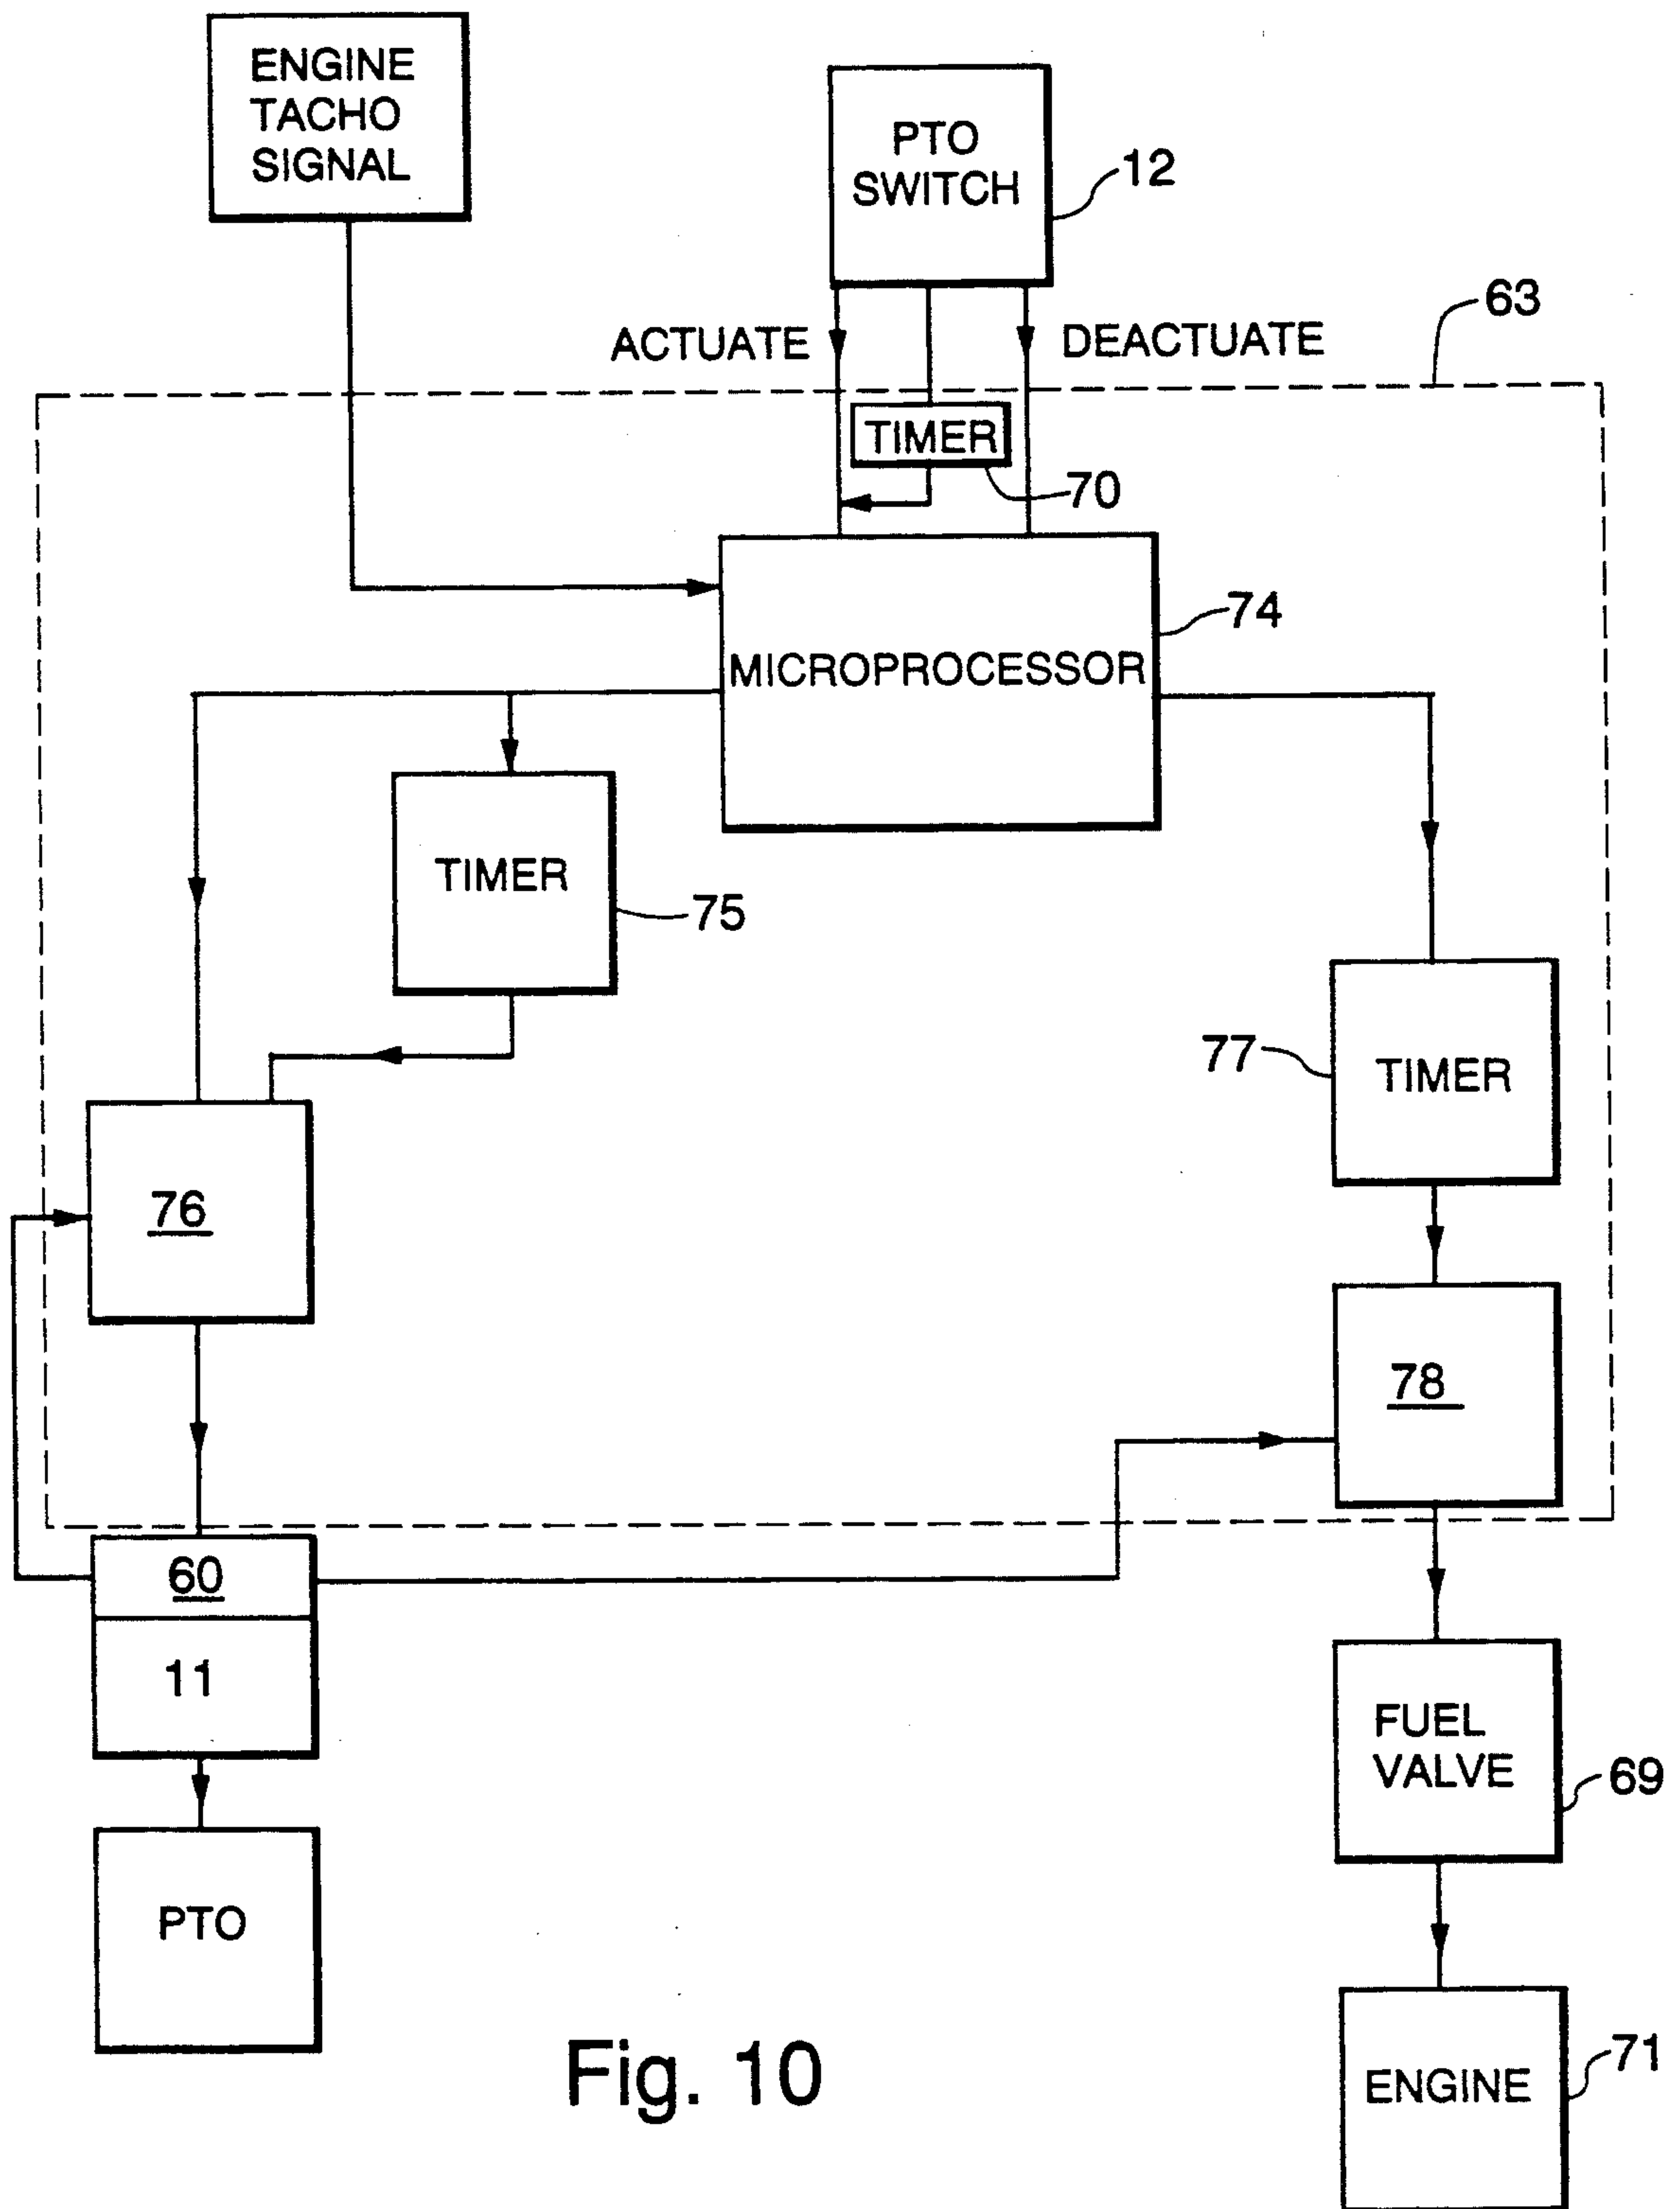 ENGINE
TACHO
SIGNAL
PTO
SWITCH
12
63
ACTUATE
DEACTUATE
TIMER
70
74
MICROPROCESSOR
TIMER
75
77
TIMER
76
78
60
11
FUEL
VALVE
69
PTO
71
ENGINE
Fig. 10